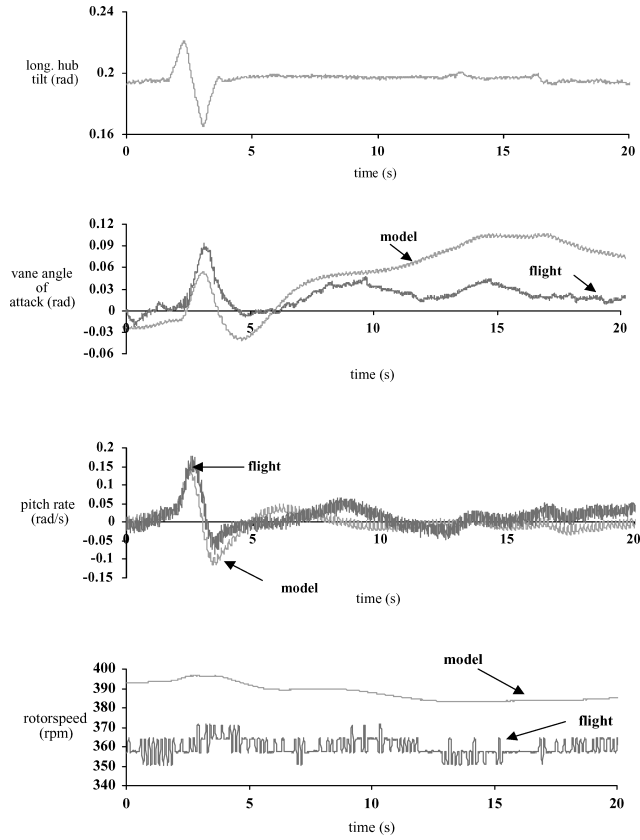 0.24
long. hub
tilt (rad)
0.2
0.16
0 5 10 15 20
time (s)
0.12
0.09
0.06
0.03
0
-0.03
-0.06
vane angle
of
attack (rad)
model
flight
0 5 10 15 20
time (s)
0.2
0.15
0.1
0.05
0
-0.05
-0.1
-0.15
pitch rate
(rad/s)
flight
model
0 5 10 15 20
time (s)
400
390
380
370
360
350
340
rotorspeed
(rpm)
model
flight
0 5 10 15 20
time (s)